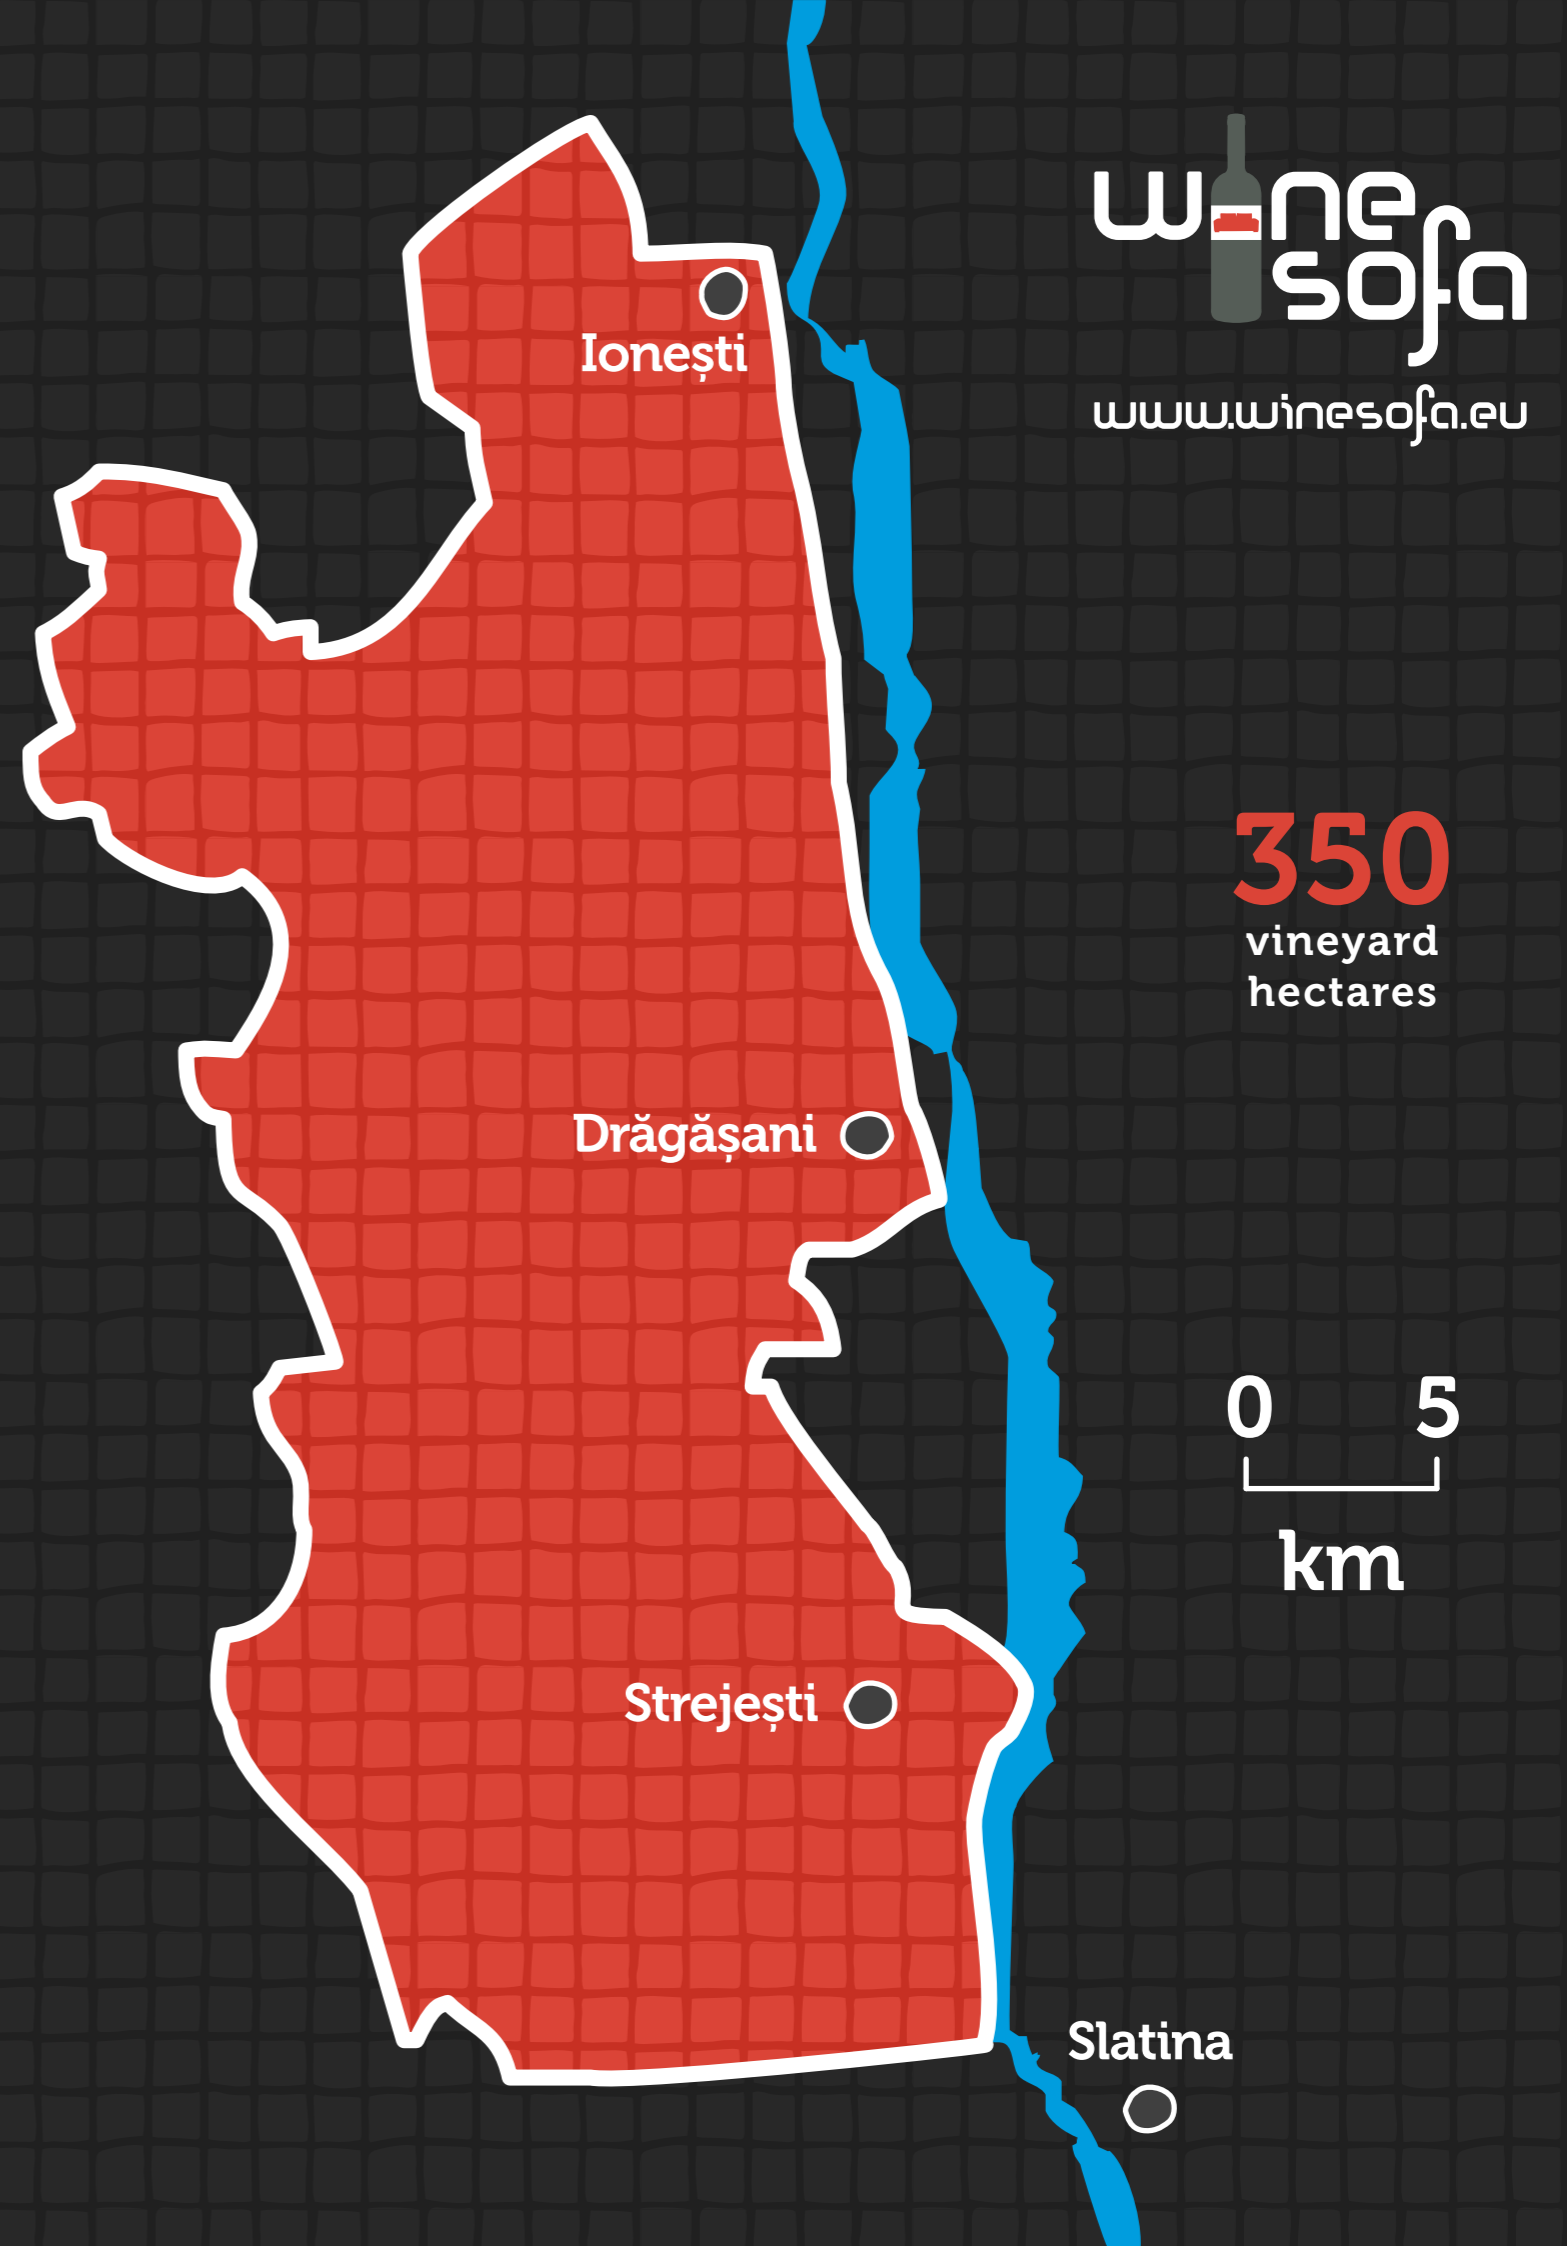 wine
sofa
www.winesofa.eu
Ionești
350
vineyard
hectares
Drăgășani
0 5
km
Strejești
Slatina